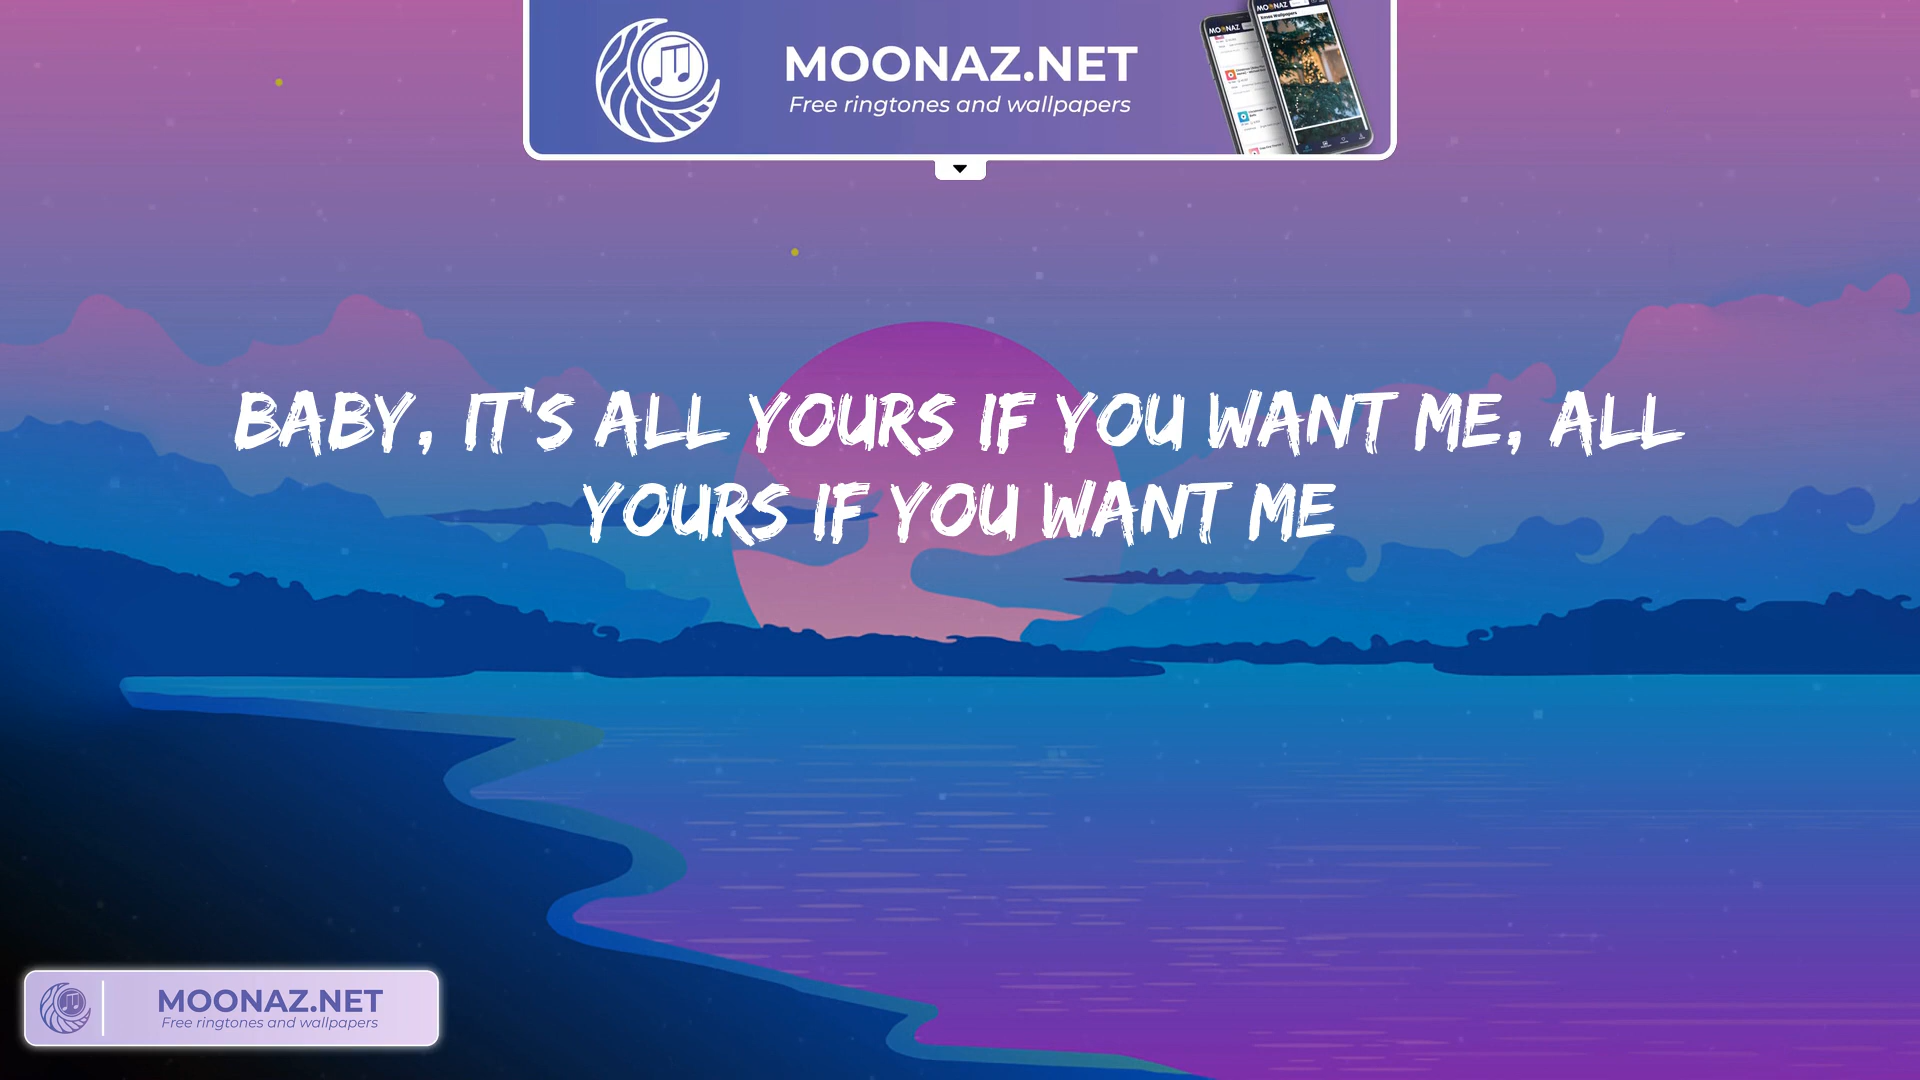 MOONAZ.NET
Free ringtones and wallpapers
BABY, IT'S ALL YOURS IF YOU WANT ME, ALL
YOURS IF YOU WANT ME
MOONAZ.NET
Free ringtones and wallpapers